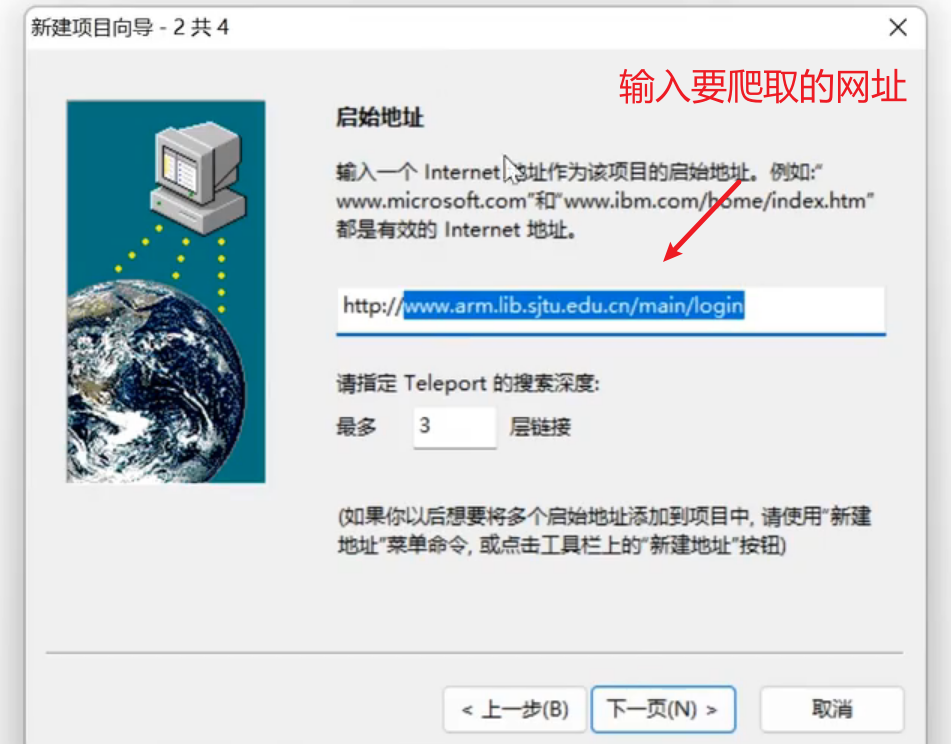 新建项目向导 - 2 共 4
输入要爬取的网址
启始地址
输入一个 Internet 地址作为该项目的启始地址。例如:“
www.microsoft.com”和“www.ibm.com/home/index.htm”
都是有效的 Internet 地址。
http://www.arm.lib.sjtu.edu.cn/main/login
请指定 Teleport 的搜索深度:
最多 3 层链接
(如果你以后想要将多个启始地址添加到项目中, 请使用“新建
地址”菜单命令, 或点击工具栏上的“新建地址”按钮)
< 上一步(B) 下一页(N) > 取消